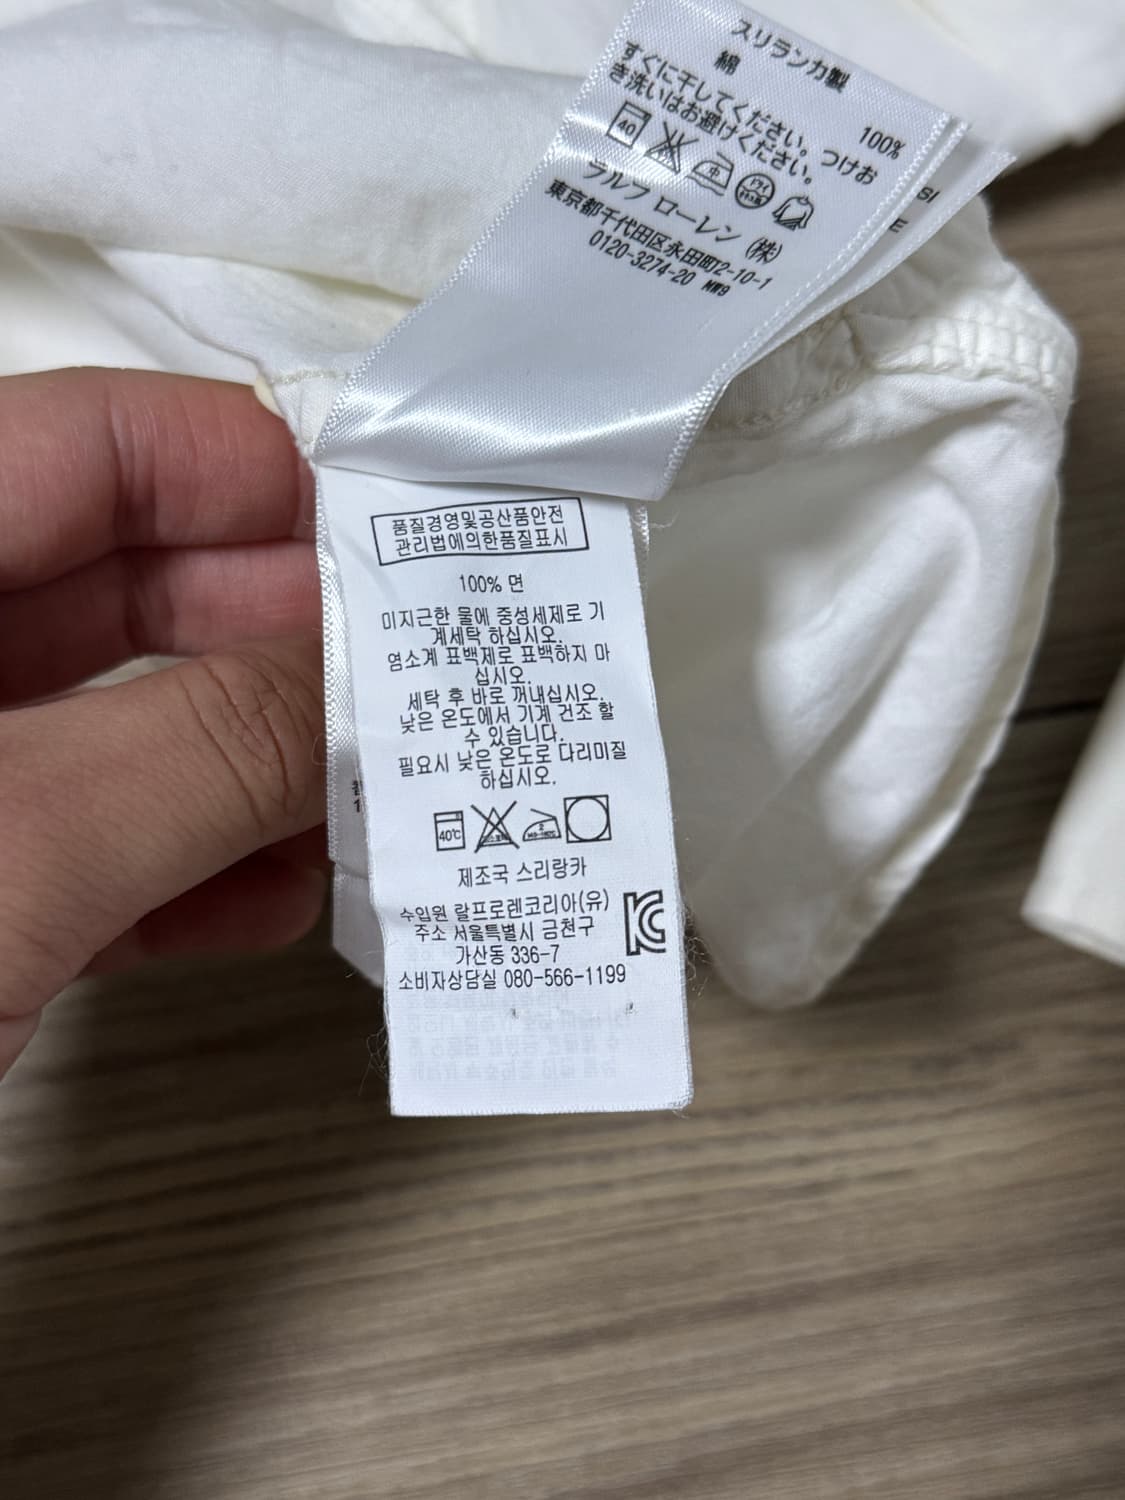 スリランカ製
綿
100%
すぐに干してください。つけお
き洗いはお避けください。
40
中
ドライ
ラルフ ローレン (株)
東京都千代田区永田町2-10-1
0120-3274-20 NW9
SI
E
품질경영및공산품안전
관리법에의한품질표시
100% 면
미지근한 물에 중성세제로 기
계세탁 하십시오.
염소계 표백제로 표백하지 마
십시오.
세탁 후 바로 꺼내십시오.
낮은 온도에서 기계 건조 할
수 있습니다.
필요시 낮은 온도로 다리미질
하십시오.
40℃
2
제조국 스리랑카
수입원 랄프로렌코리아(유)
주소 서울특별시 금천구
가산동 336-7
소비자상담실 080-566-1199